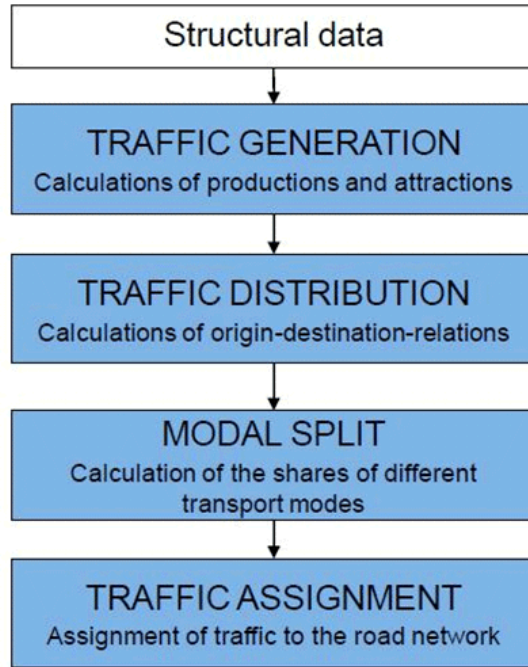 Structural data
TRAFFIC GENERATION
Calculations of productions and attractions
TRAFFIC DISTRIBUTION
Calculations of origin-destination-relations
MODAL SPLIT
Calculation of the shares of different
transport modes
TRAFFIC ASSIGNMENT
Assignment of traffic to the road network